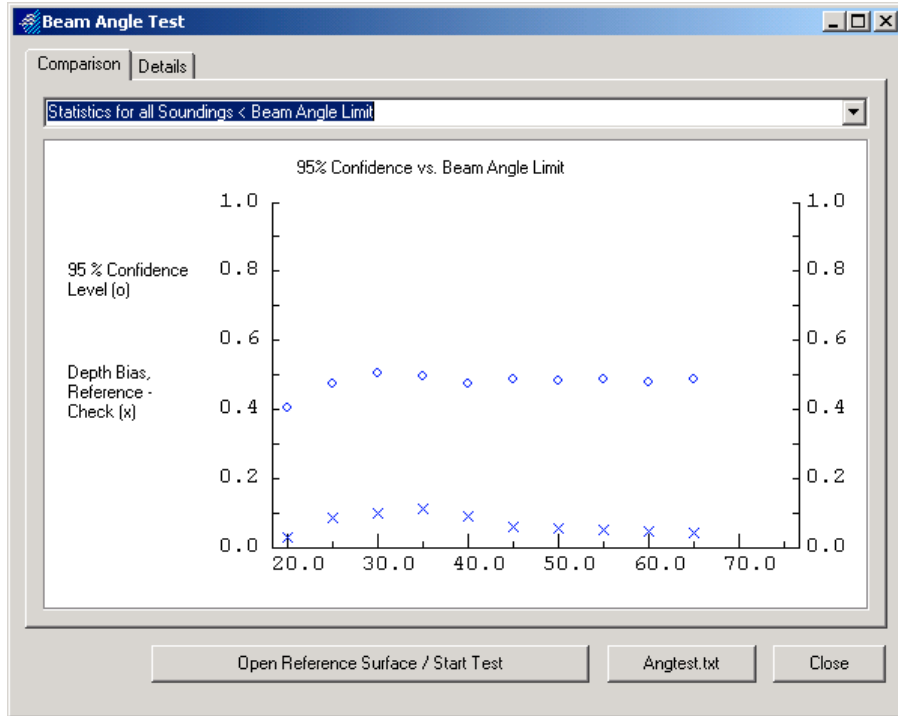 Beam Angle Test
Comparison Details
Statistics for all Soundings < Beam Angle Limit
95% Confidence vs. Beam Angle Limit
1.0 1.0
95 % Confidence
Level (o)
0.8 0.8
0.6 0.6
Depth Bias,
Reference -
Check (x)
0.4 0.4
0.2 0.2
0.0 0.0
20.0 30.0 40.0 50.0 60.0 70.0
Open Reference Surface / Start Test Angtest.txt Close